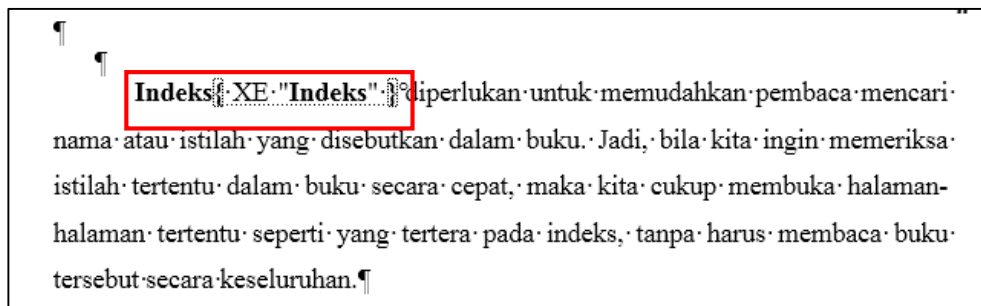 ¶
¶
Indeks{·XE·"Indeks"·}°diperlukan·untuk·memudahkan·pembaca·mencari·
nama·atau·istilah·yang·disebutkan·dalam·buku.·Jadi,·bila·kita·ingin·memeriksa·
istilah·tertentu·dalam·buku·secara·cepat,·maka·kita·cukup·membuka·halaman-
halaman·tertentu·seperti·yang·tertera·pada·indeks,·tanpa·harus·membaca·buku·
tersebut·secara·keseluruhan.¶